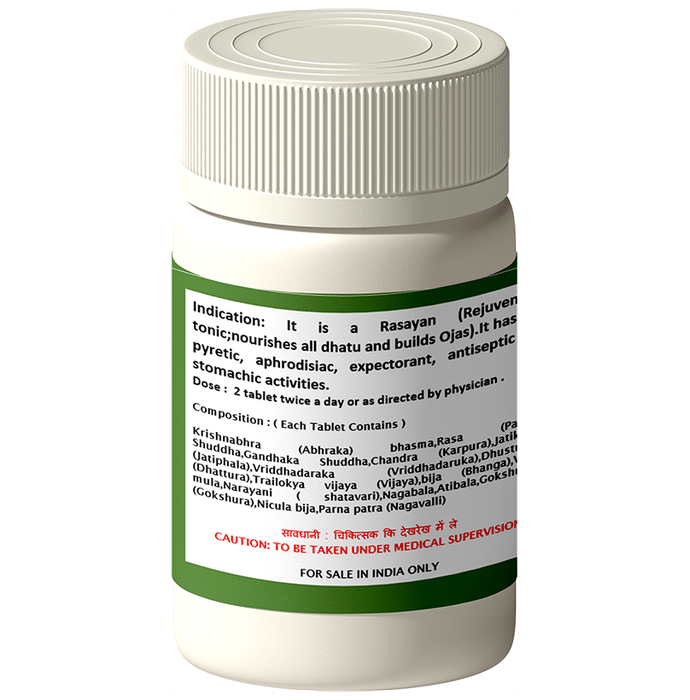 Indication: It is a Rasayan (Rejuven
tonic;nourishes all dhatu and builds Ojas).It has
pyretic, aphrodisiac, expectorant, antiseptic
stomachic activities.
Dose : 2 tablet twice a day or as directed by physician .
Composition : ( Each Tablet Contains )
Krishnabhra (Abhraka) bhasma,Rasa (Pa
Shuddha,Gandhaka Shuddha,Chandra (Karpura),Jatik
(Jatiphala),Vriddhadaraka (Vriddhadaruka),Dhustu
(Dhattura),Trailokya vijaya (Vijaya),bija (Bhanga),V
mula,Narayani ( shatavari),Nagabala,Atibala,Gokshu
(Gokshura),Nicula bija,Parna patra (Nagavalli)
सावधानी : चिकित्सक कि देखरेख में ले
CAUTION: TO BE TAKEN UNDER MEDICAL SUPERVISION
FOR SALE IN INDIA ONLY